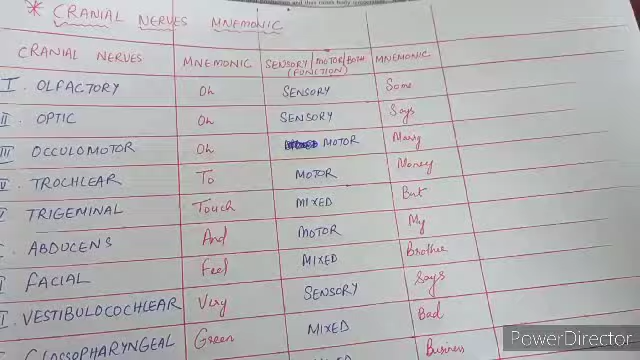 * CRANIAL NERVES MNEMONIC
CRANIAL NERVES MNEMONIC SENSORY/MOTOR/BOTH (FUNCTION) MNEMONIC
I. OLFACTORY Oh SENSORY Some
II. OPTIC Oh SENSORY Says
III OCCULOMOTOR Oh MOTOR Marry
V. TROCHLEAR To MOTOR Money
V TRIGEMINAL Touch MIXED But
I. ABDUCENS And MOTOR My
I FACIAL Feel MIXED Brother
I. VESTIBULOCOCHLEAR Very SENSORY Says
GLOSSOPHARYNGEAL Green MIXED Bad
Business
PowerDirector